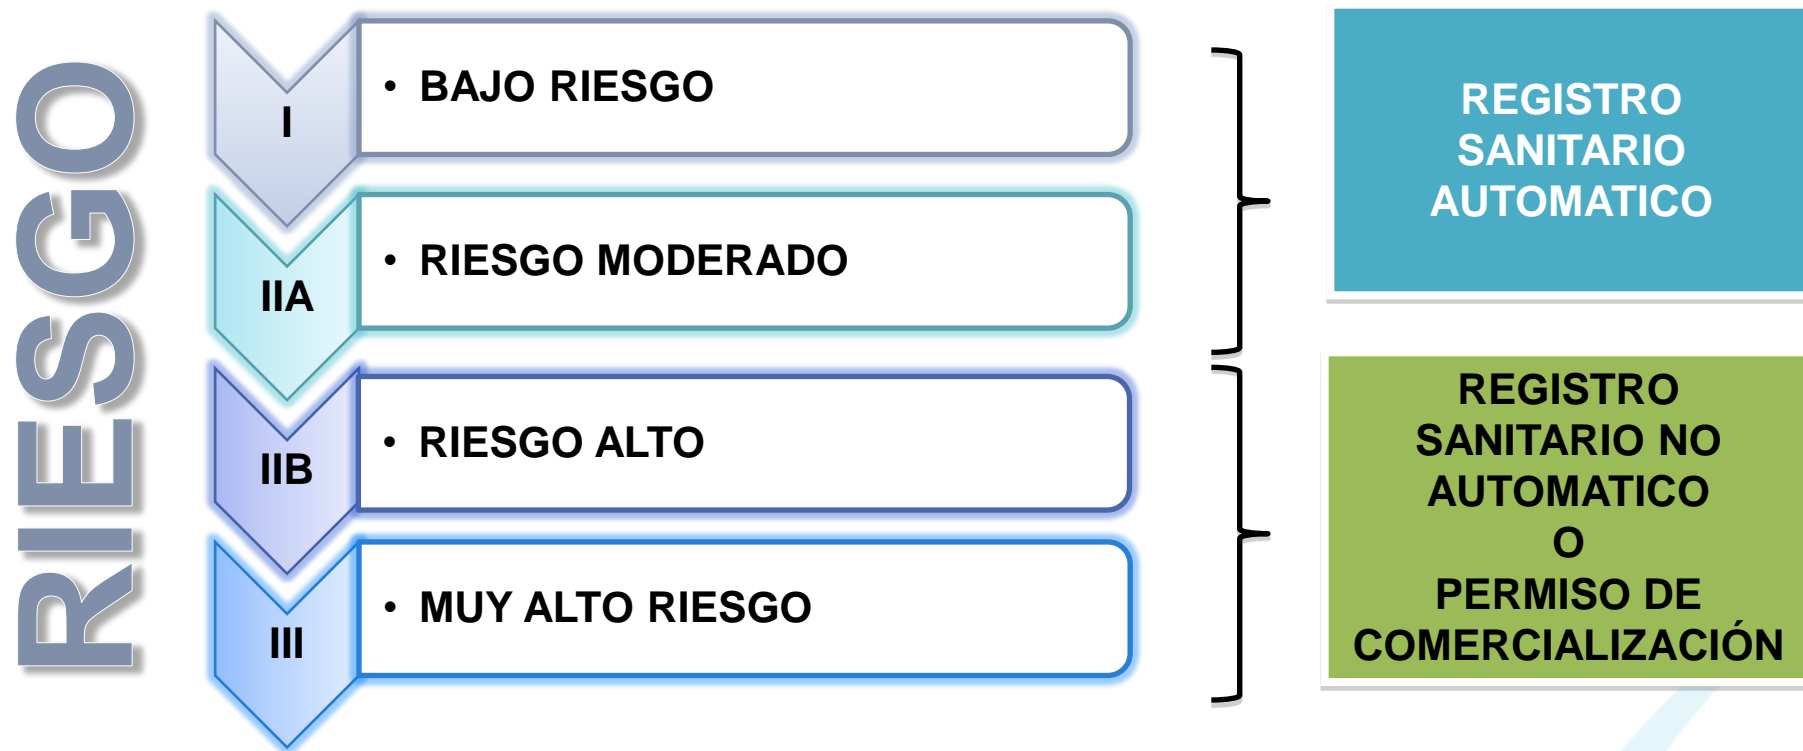 RIESGO
I
• BAJO RIESGO
IIA
• RIESGO MODERADO
IIB
• RIESGO ALTO
III
• MUY ALTO RIESGO
REGISTRO
SANITARIO
AUTOMATICO
REGISTRO
SANITARIO NO
AUTOMATICO
O
PERMISO DE
COMERCIALIZACIÓN